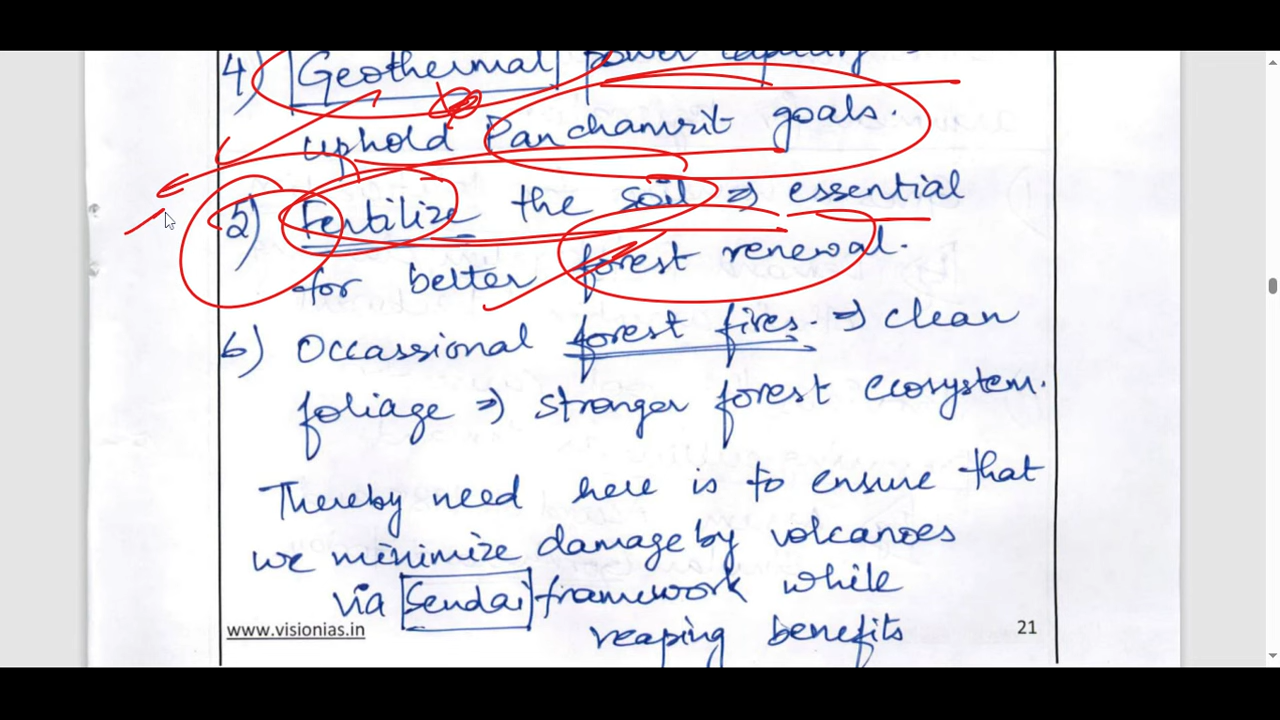 4) Geothermal power capacity
uphold Panchamrit goals.
5) Fertilize the soil ⇒ essential
for better forest renewal.
6) Occassional forest fires. ⇒ clean
foliage ⇒ stronger forest ecosystem.
Thereby need here is to ensure that
we minimize damage by volcanoes
via Sendai framework while
reaping benefits
www.visionias.in
21